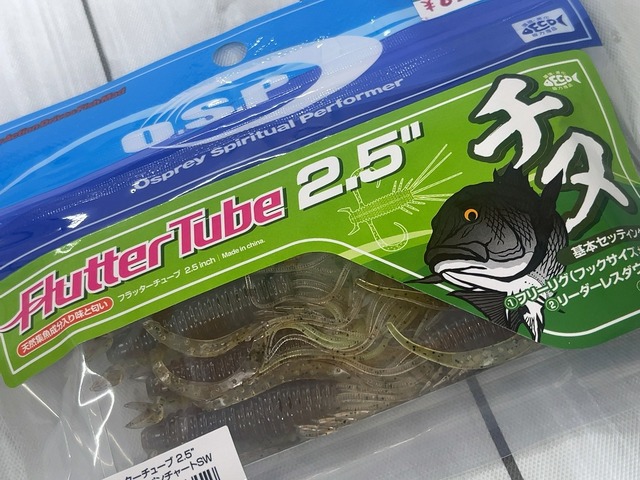 O.S.P
Osprey Spiritual Performer
チヌ
Flutter Tube 2.5"
フラッターチューブ 2.5 inch | Made in china.
天然集魚成分入り味と匂い
基本セッティン
①フリーリグ(フックサイズ
②リーダーレスダ
ターチューブ 2.5"
ンチャートSW